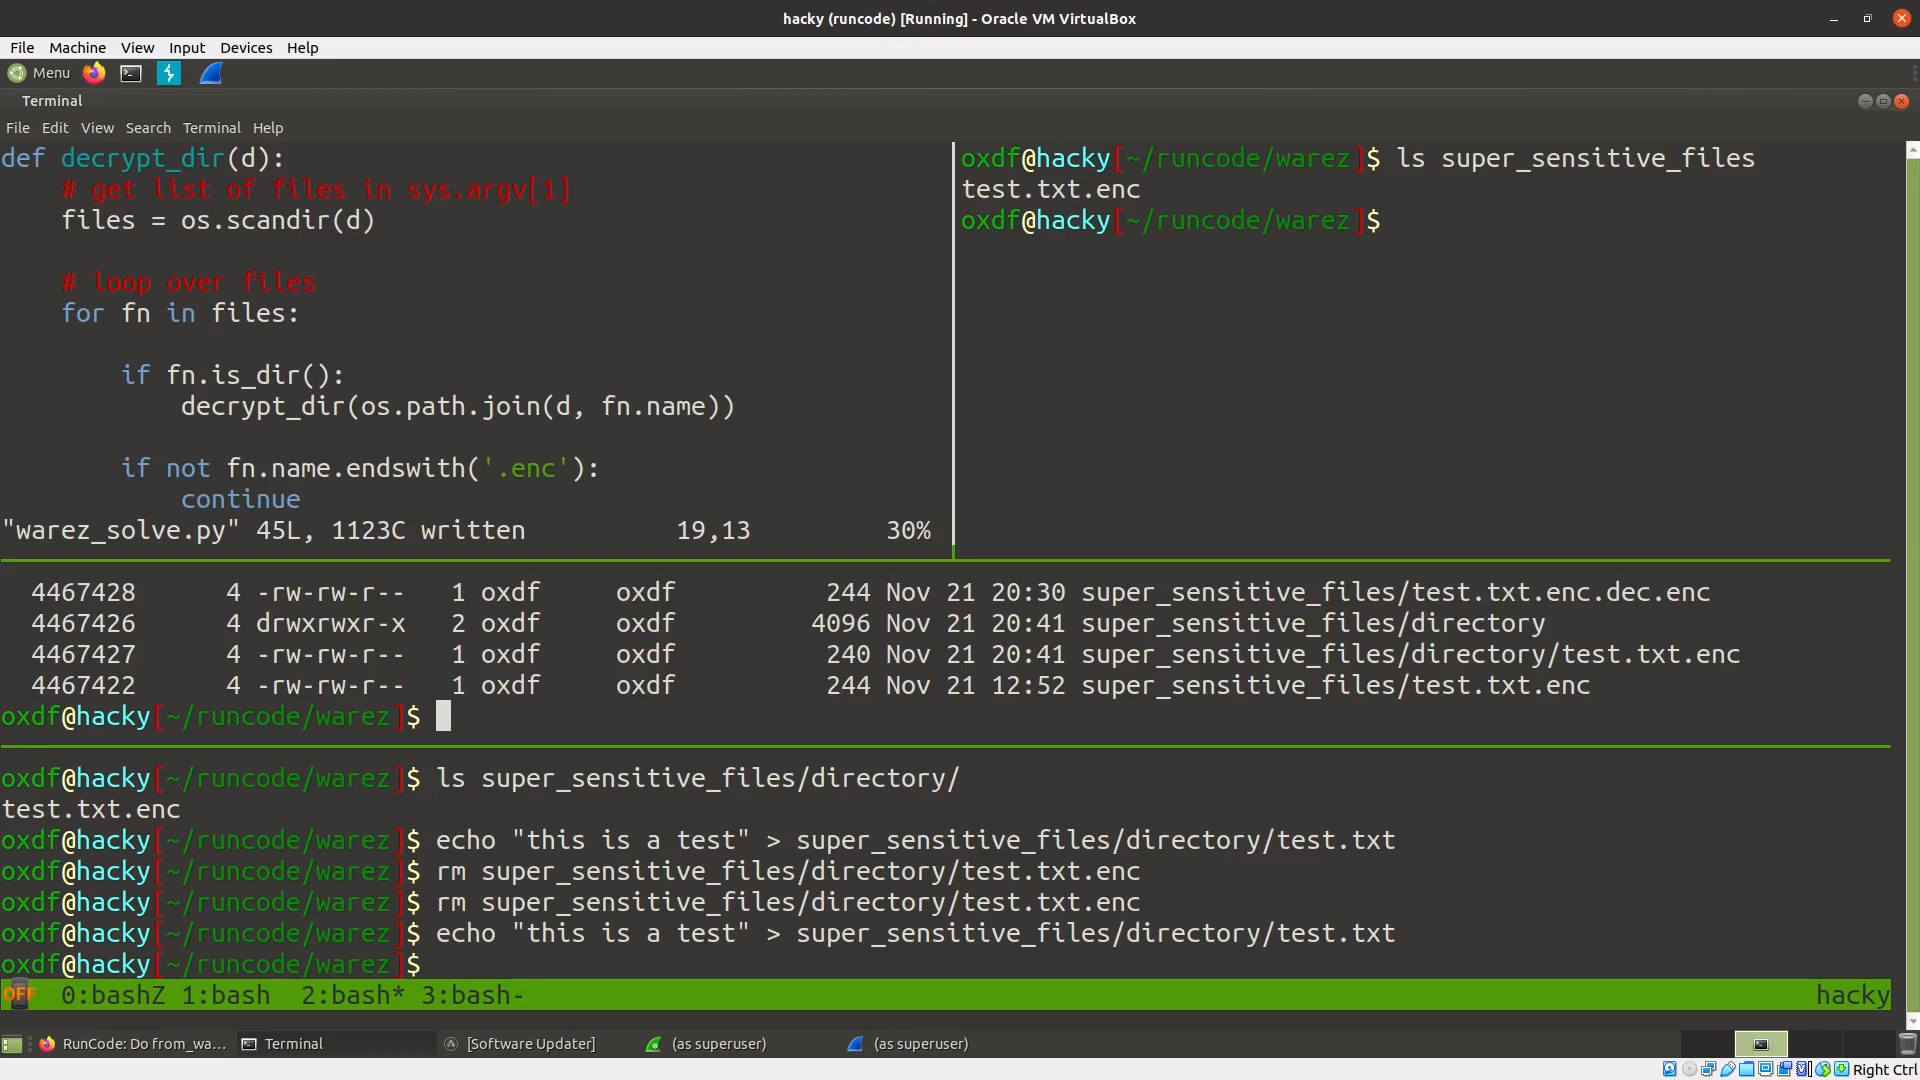 hacky (runcode) [Running] - Oracle VM VirtualBox
File Machine View Input Devices Help
Menu
Terminal
File Edit View Search Terminal Help
def decrypt_dir(d):
# get list of files in sys.argv[1]
files = os.scandir(d)
# loop over files
for fn in files:
if fn.is_dir():
decrypt_dir(os.path.join(d, fn.name))
if not fn.name.endswith('.enc'):
continue
"warez_solve.py" 45L, 1123C written 19,13 30%
oxdf@hacky[~/runcode/warez]$ ls super_sensitive_files
test.txt.enc
oxdf@hacky[~/runcode/warez]$
4467428 4 -rw-rw-r-- 1 oxdf oxdf 244 Nov 21 20:30 super_sensitive_files/test.txt.enc.dec.enc
4467426 4 drwxrwxr-x 2 oxdf oxdf 4096 Nov 21 20:41 super_sensitive_files/directory
4467427 4 -rw-rw-r-- 1 oxdf oxdf 240 Nov 21 20:41 super_sensitive_files/directory/test.txt.enc
4467422 4 -rw-rw-r-- 1 oxdf oxdf 244 Nov 21 12:52 super_sensitive_files/test.txt.enc
oxdf@hacky[~/runcode/warez]$
oxdf@hacky[~/runcode/warez]$ ls super_sensitive_files/directory/
test.txt.enc
oxdf@hacky[~/runcode/warez]$ echo "this is a test" > super_sensitive_files/directory/test.txt
oxdf@hacky[~/runcode/warez]$ rm super_sensitive_files/directory/test.txt.enc
oxdf@hacky[~/runcode/warez]$ rm super_sensitive_files/directory/test.txt.enc
oxdf@hacky[~/runcode/warez]$ echo "this is a test" > super_sensitive_files/directory/test.txt
oxdf@hacky[~/runcode/warez]$
OFF 0:bashZ 1:bash 2:bash* 3:bash- hacky
RunCode: Do from_wa... Terminal [Software Updater] (as superuser) (as superuser)
Right Ctrl